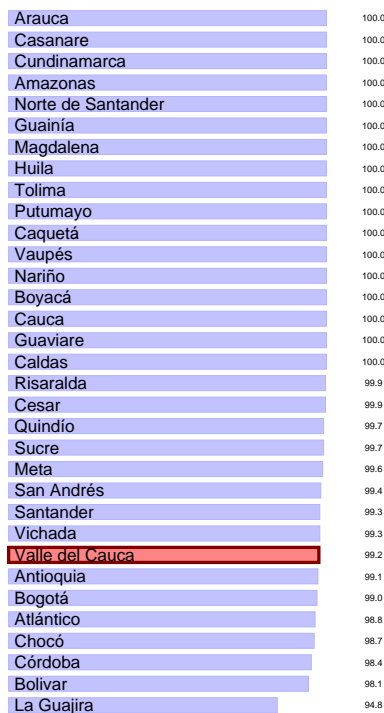 Arauca 100.0
Casanare 100.0
Cundinamarca 100.0
Amazonas 100.0
Norte de Santander 100.0
Guainía 100.0
Magdalena 100.0
Huila 100.0
Tolima 100.0
Putumayo 100.0
Caquetá 100.0
Vaupés 100.0
Nariño 100.0
Boyacá 100.0
Cauca 100.0
Guaviare 100.0
Caldas 100.0
Risaralda 99.9
Cesar 99.9
Quindío 99.7
Sucre 99.7
Meta 99.6
San Andrés 99.4
Santander 99.3
Vichada 99.3
Valle del Cauca 99.2
Antioquia 99.1
Bogotá 99.0
Atlántico 98.8
Chocó 98.7
Córdoba 98.4
Bolivar 98.1
La Guajira 94.8